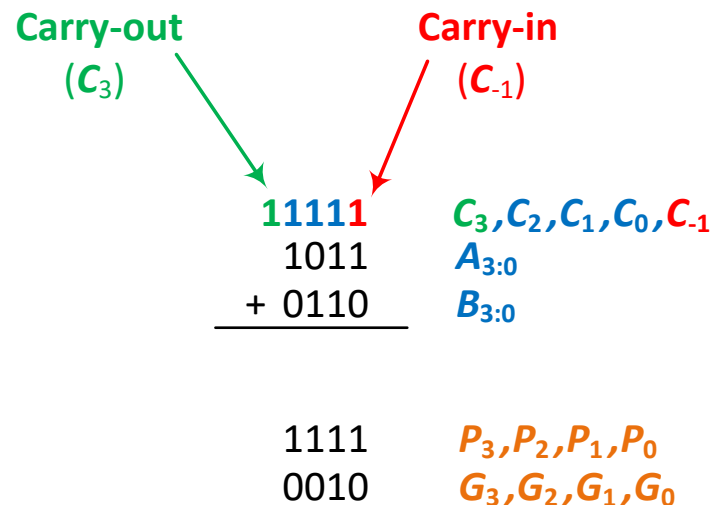 Carry-out Carry-in
(C₃) (C₋₁)
11111 C₃,C₂,C₁,C₀,C₋₁
1011 A₃:₀
+ 0110 B₃:₀
1111 P₃,P₂,P₁,P₀
0010 G₃,G₂,G₁,G₀